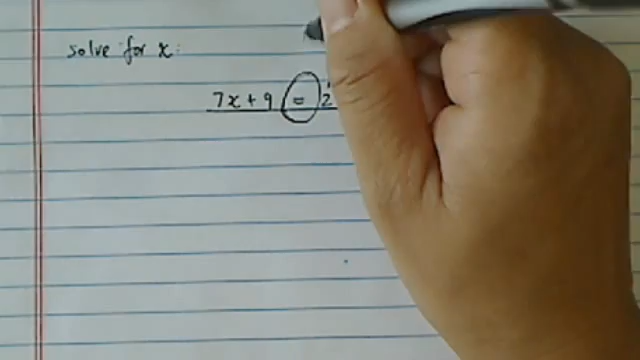 solve for x:
7x + 9 = 2